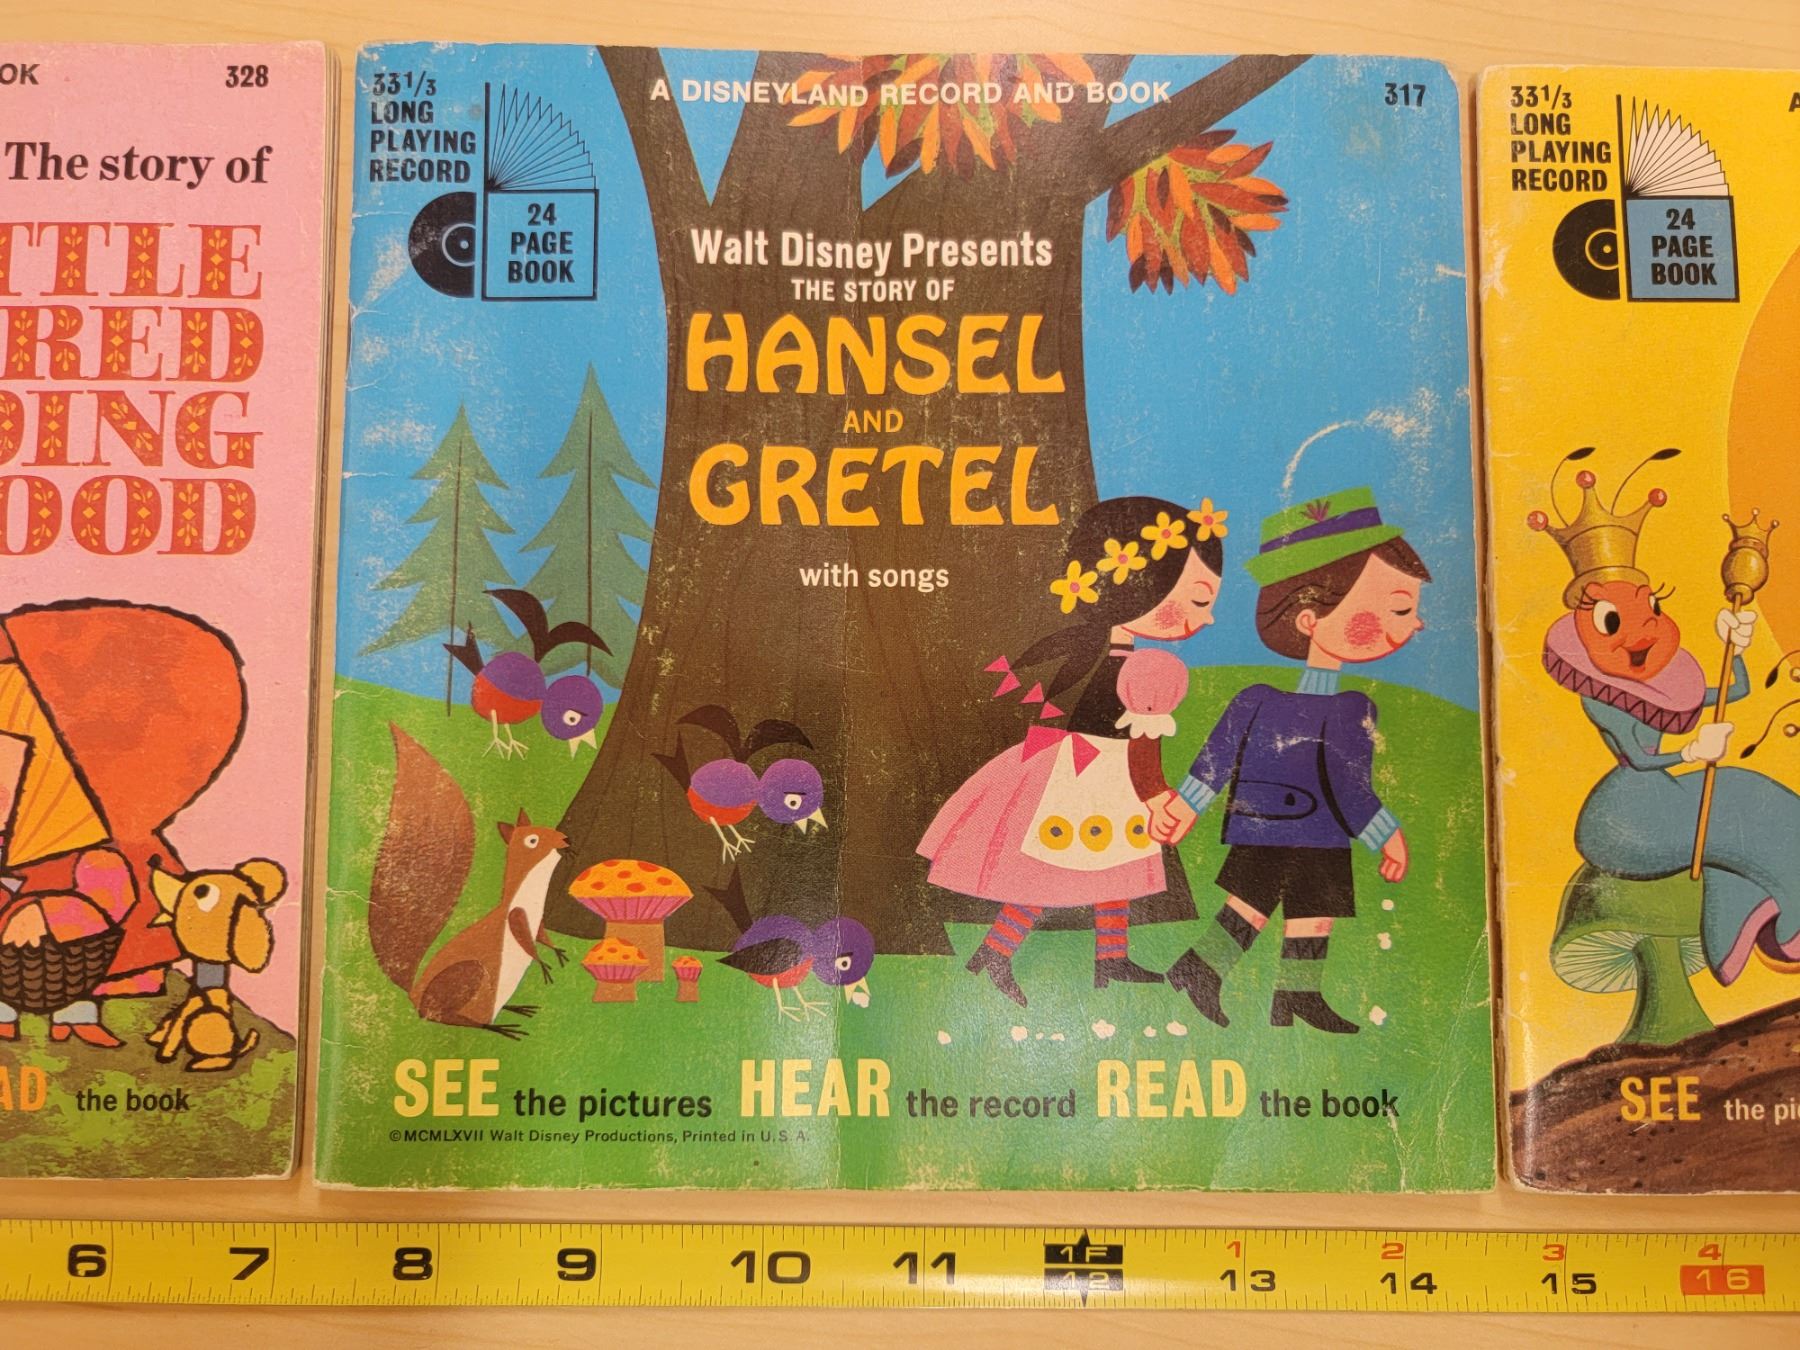 OK
328
The story of
TTLE
RED
DING
OOD
AD the book
33 1/3
LONG
PLAYING
RECORD
24
PAGE
BOOK
A DISNEYLAND RECORD AND BOOK
317
Walt Disney Presents
THE STORY OF
HANSEL
AND
GRETEL
with songs
SEE the pictures HEAR the record READ the book
©MCMLXVII Walt Disney Productions, Printed in U.S.A.
33 1/3
LONG
PLAYING
RECORD
24
PAGE
BOOK
A
SEE the pi
1F 1 2 3 4
6 7 8 9 10 11 12 13 14 15 16